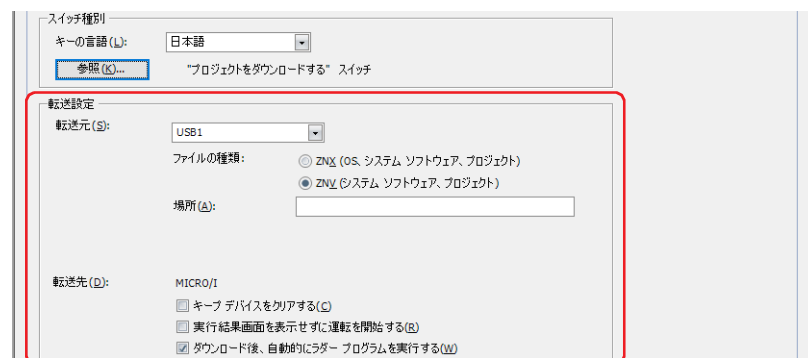 スイッチ種別
キーの言語(L): 日本語
参照(K)... "プロジェクトをダウンロードする" スイッチ
転送設定
転送元(S): USB1
ファイルの種類: ZNX (OS、システム ソフトウェア、プロジェクト)
ZNV (システム ソフトウェア、プロジェクト)
場所(A):
転送先(D): MICRO/I
キープ デバイスをクリアする(C)
実行結果画面を表示せずに運転を開始する(R)
ダウンロード後、自動的にラダー プログラムを実行する(W)